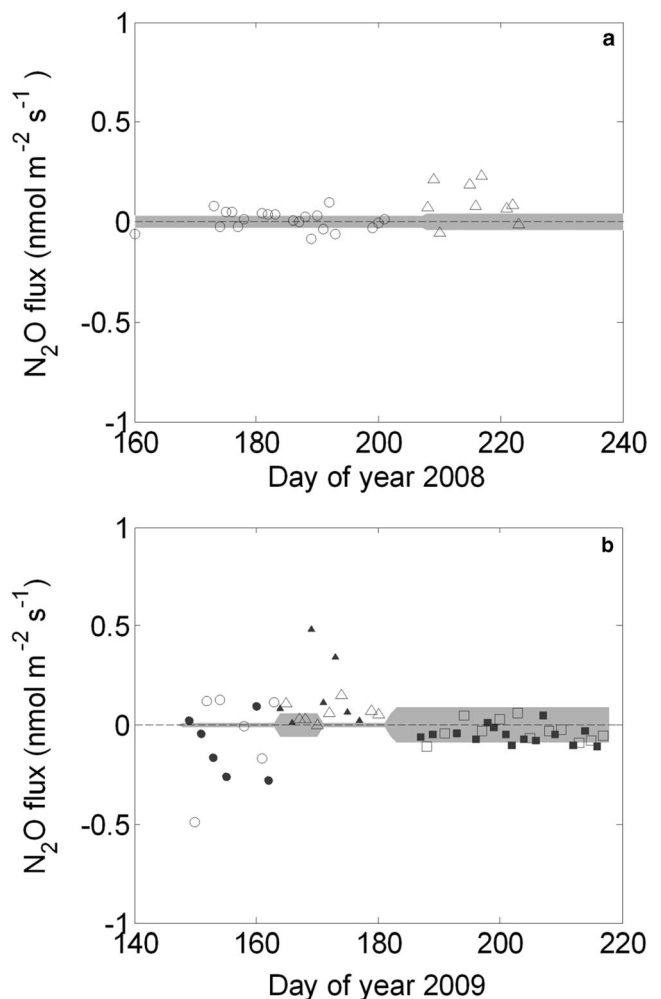 a
1
0.5
0
-0.5
-1
N₂O flux (nmol m⁻² s⁻¹)
160 180 200 220 240
Day of year 2008
b
1
0.5
0
-0.5
-1
N₂O flux (nmol m⁻² s⁻¹)
140 160 180 200 220
Day of year 2009